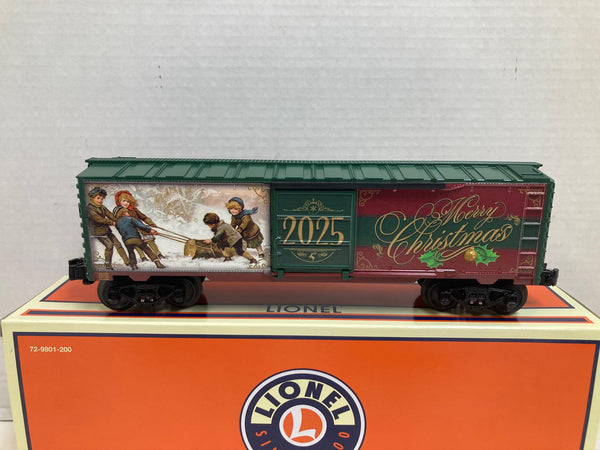 2025
Merry
Christmas
LIONEL
72-9801-200
LIONEL